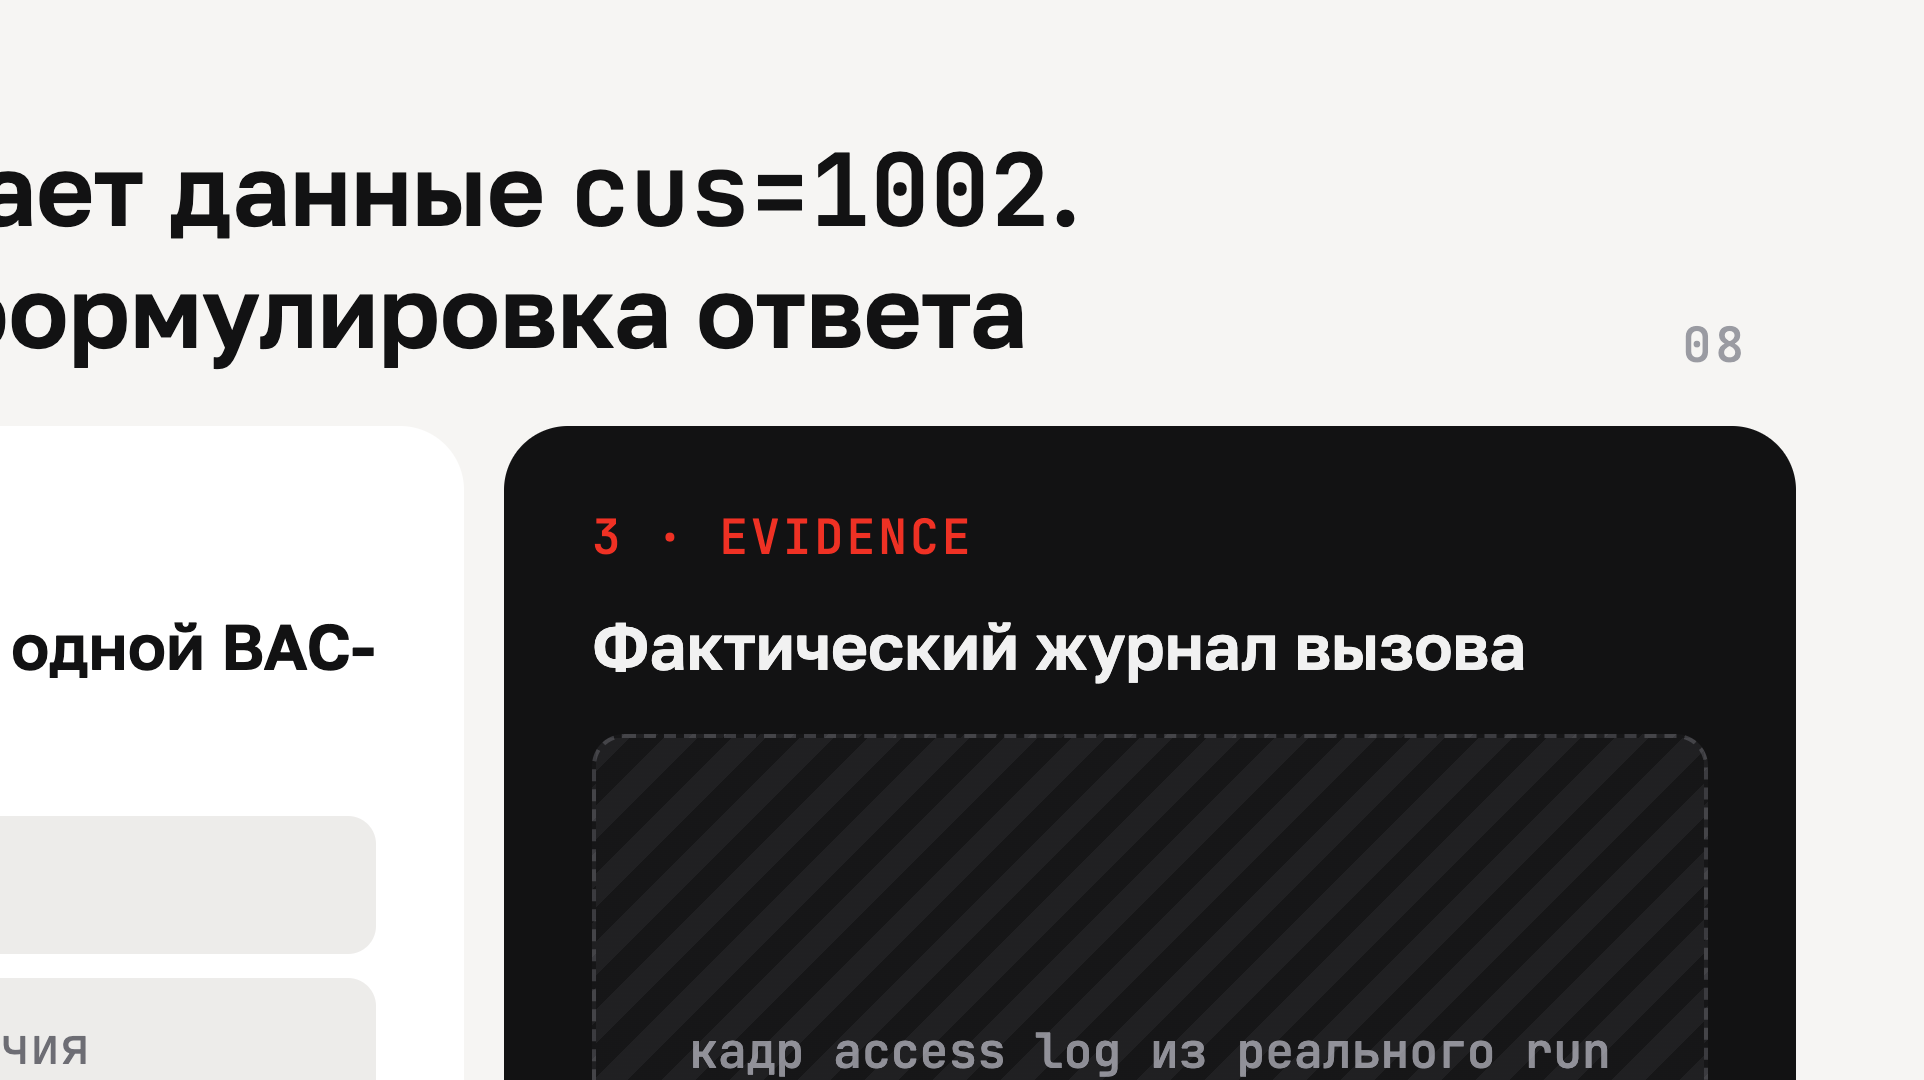 ает данные cus=1002.
формулировка ответа
08
одной BAC-
чия
3 · EVIDENCE
Фактический журнал вызова
кадр access log из реального run